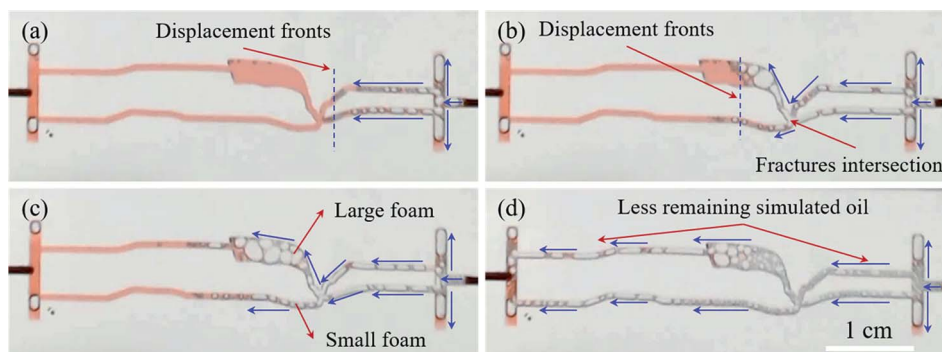 (a)
Displacement fronts
(b)
Displacement fronts
Fractures intersection
(c)
Large foam
Small foam
(d)
Less remaining simulated oil
1 cm